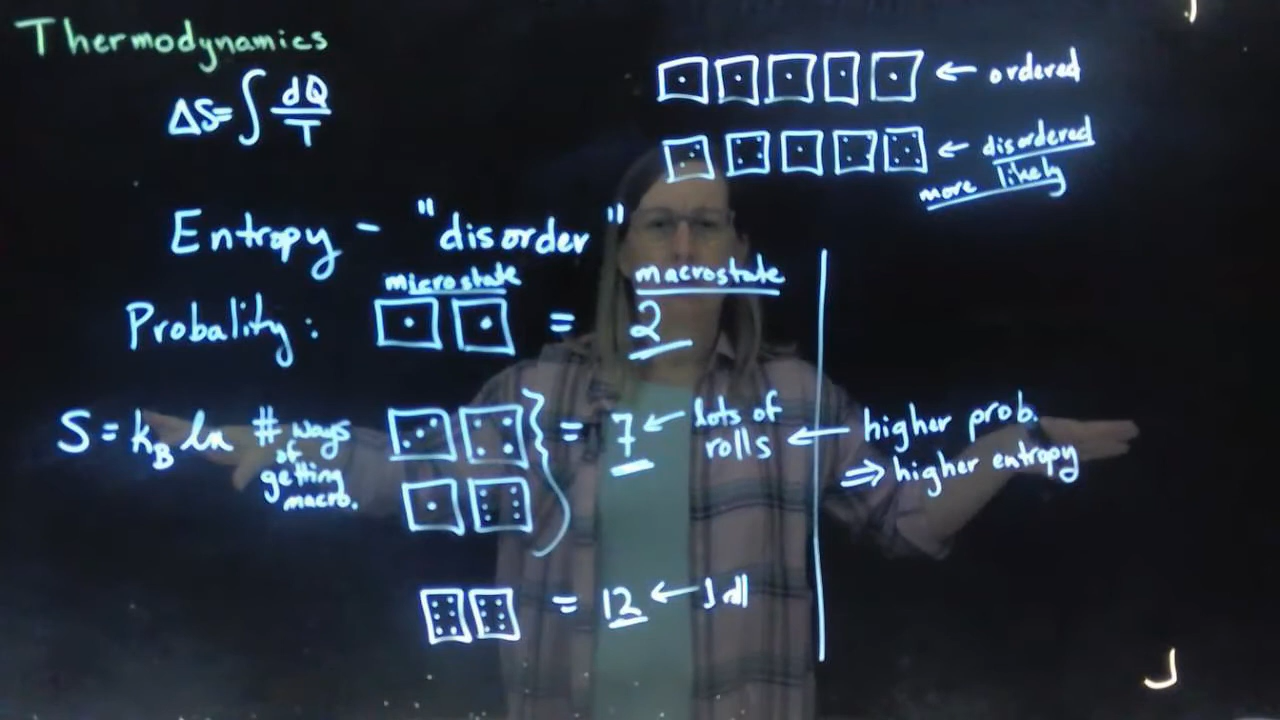 Thermodynamics
ΔS = ∫ dQ/T
← ordered
← disordered
more likely
Entropy - "disorder"
microstate
macrostate
Probality:
= 2
S = k_B ln # ways
of
getting
macro.
= 7 ← lots of
rolls
← higher prob.
⇒ higher entropy
= 12 ← 1